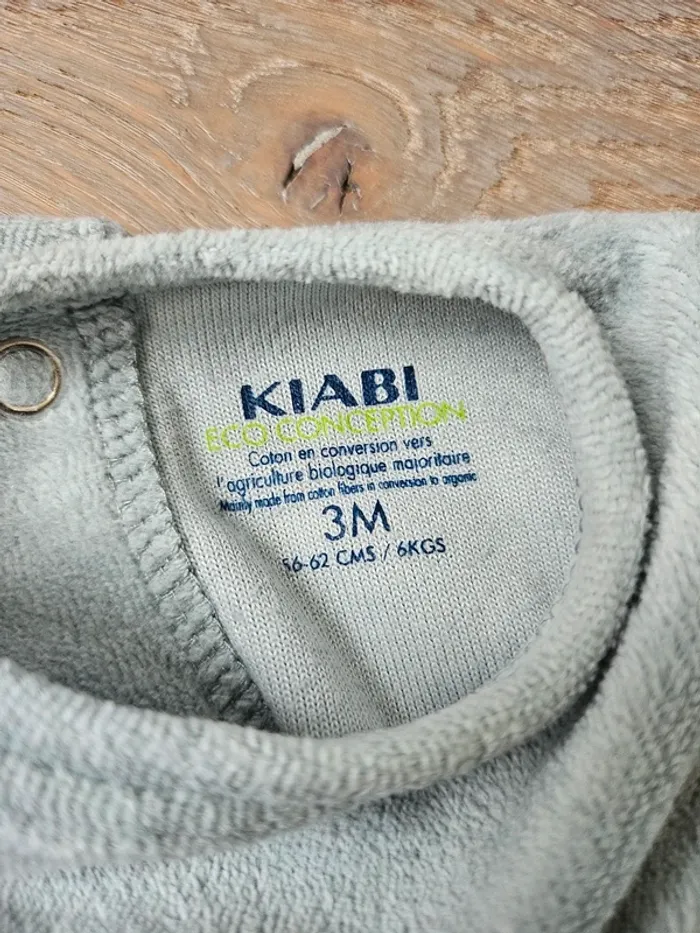 KIABI
ECO CONCEPTION
Coton en conversion vers
l'agriculture biologique majoritaire
Mainly made from cotton fibers in conversion to organic
3M
56-62 CMS / 6KGS